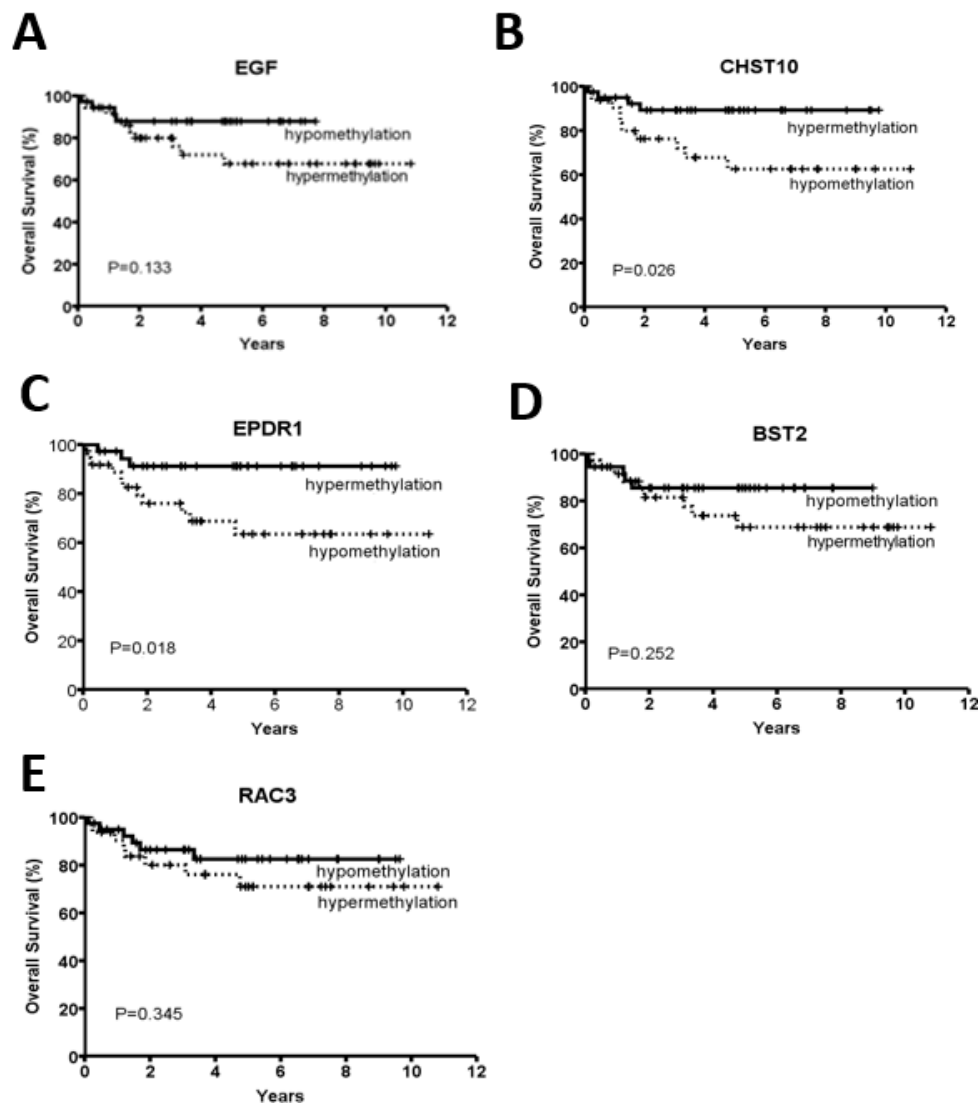 A
EGF
Overall Survival (%)
100
80
60
40
20
0
hypomethylation
hypermethylation
P=0.133
0 2 4 6 8 10 12
Years
B
CHST10
Overall Survival (%)
100
80
60
40
20
0
hypermethylation
hypomethylation
P=0.026
0 2 4 6 8 10 12
Years
C
EPDR1
Overall Survival (%)
100
80
60
40
20
0
hypermethylation
hypomethylation
P=0.018
0 2 4 6 8 10 12
Years
D
BST2
Overall Survival (%)
100
80
60
40
20
0
hypomethylation
hypermethylation
P=0.252
0 2 4 6 8 10 12
Years
E
RAC3
Overall Survival (%)
100
80
60
40
20
0
hypomethylation
hypermethylation
P=0.345
0 2 4 6 8 10 12
Years